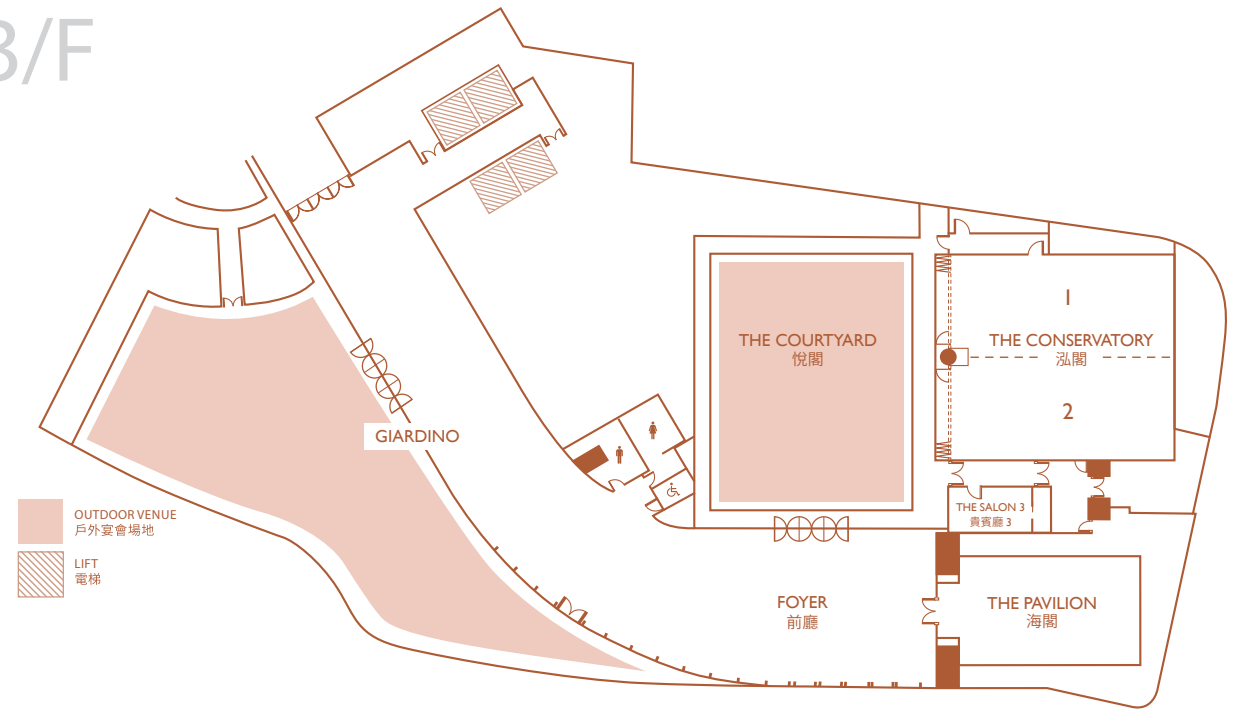 B/F
THE COURTYARD
悅閣
1
THE CONSERVATORY
泓閣
2
GIARDINO
OUTDOOR VENUE
戶外宴會場地
LIFT
電梯
THE SALON 3
貴賓廳 3
FOYER
前廳
THE PAVILION
海閣